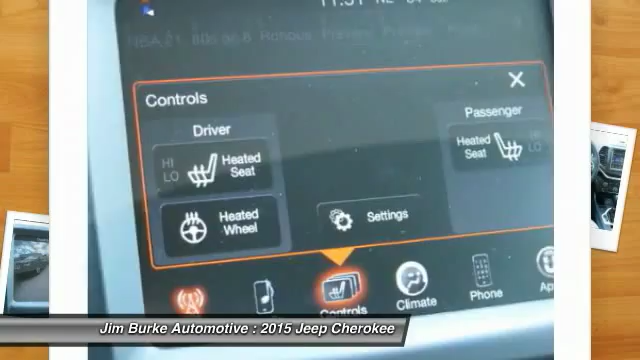 Controls
Driver
Passenger
HI
LO
Heated
Seat
Heated
Seat
HI
LO
Heated
Wheel
Settings
Controls
Climate
Phone
Jim Burke Automotive : 2015 Jeep Cherokee